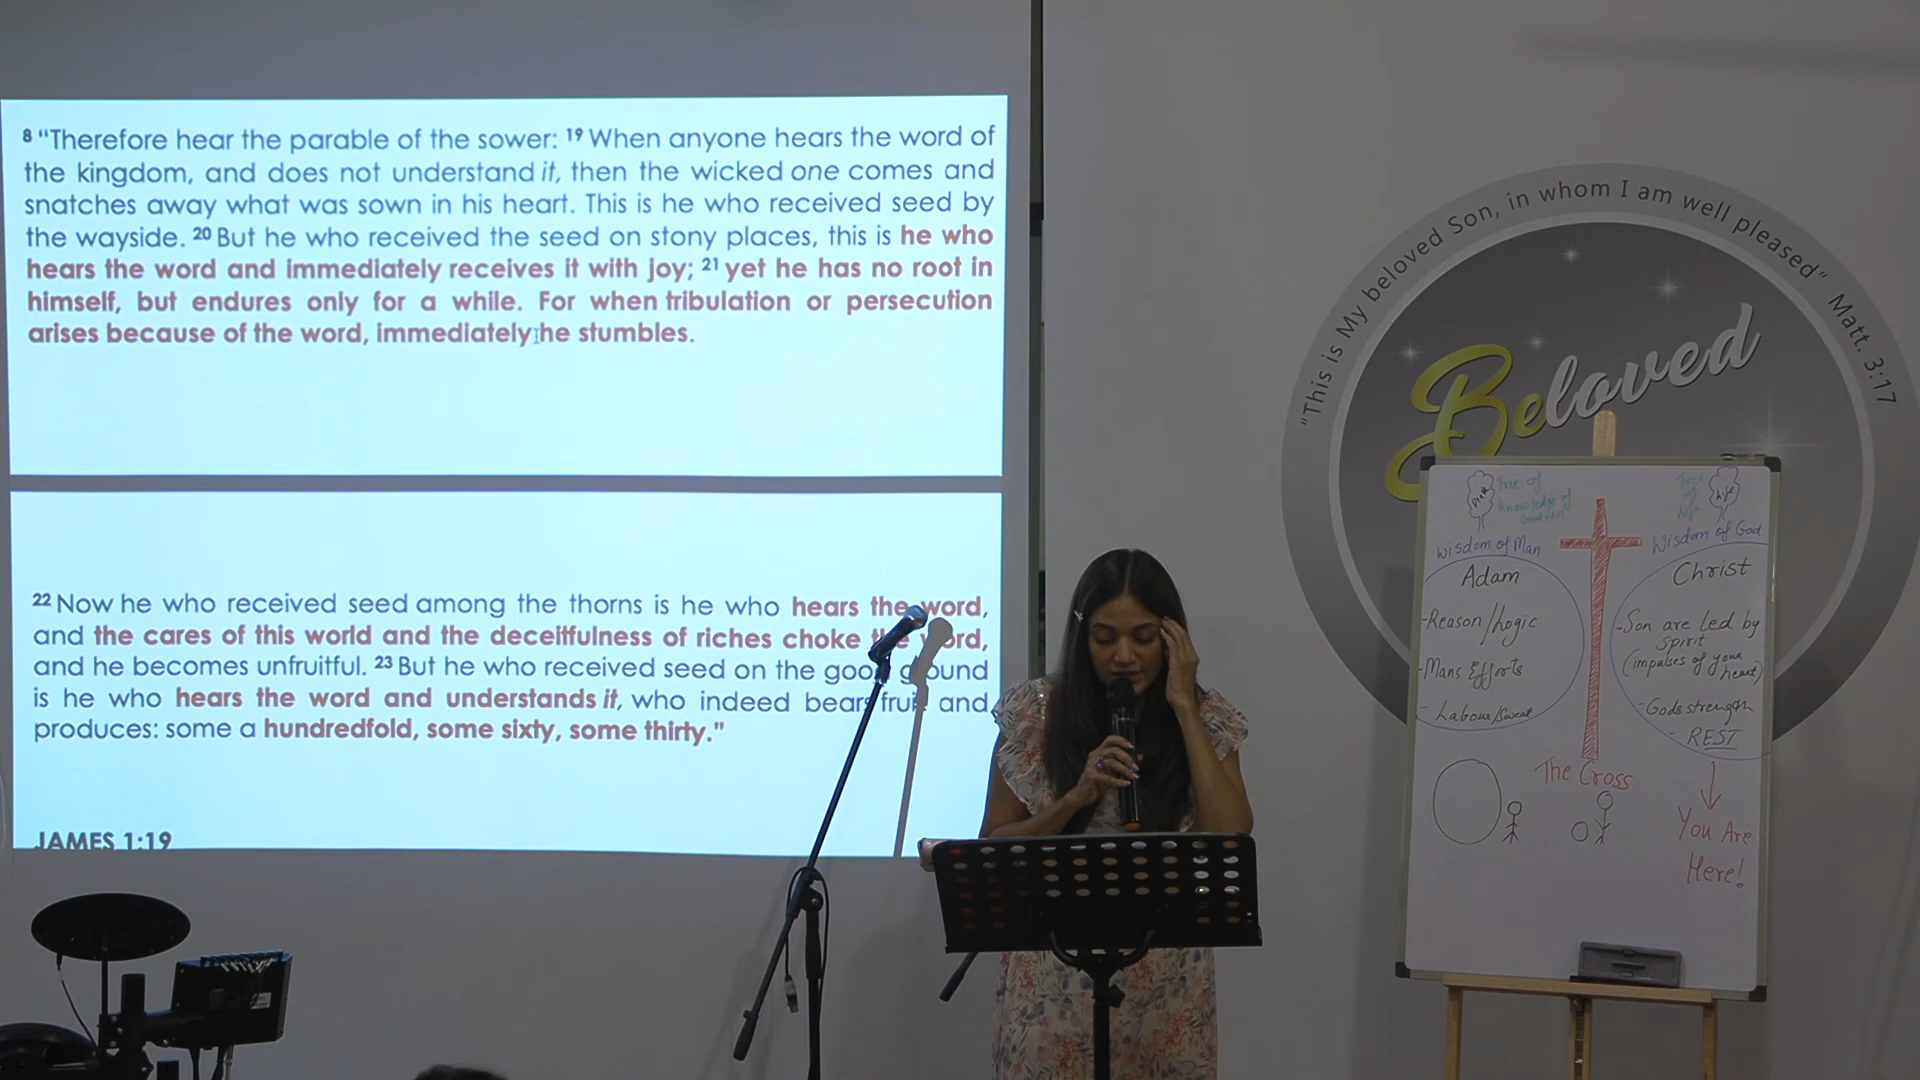 8 “Therefore hear the parable of the sower: 19 When anyone hears the word of
the kingdom, and does not understand it, then the wicked one comes and
snatches away what was sown in his heart. This is he who received seed by
the wayside. 20 But he who received the seed on stony places, this is he who
hears the word and immediately receives it with joy; 21 yet he has no root in
himself, but endures only for a while. For when tribulation or persecution
arises because of the word, immediately he stumbles.
22 Now he who received seed among the thorns is he who hears the word,
and the cares of this world and the deceitfulness of riches choke the word,
and he becomes unfruitful. 23 But he who received seed on the good ground
is he who hears the word and understands it, who indeed bears fruit and
produces: some a hundredfold, some sixty, some thirty."
JAMES 1:19
"This is My beloved Son, in whom I am well pleased" Matt. 3:17
Beloved
Tree of
Knowledge of
Good
Tree
of
life
life
Wisdom of Man
Adam
-Reason/Logic
-Mans Efforts
- Labour/Sweat
The Cross
Wisdom of God
Christ
-Son are led by
spirit
(impulses of your
heart)
- Gods strength
- REST
You Are
Here!